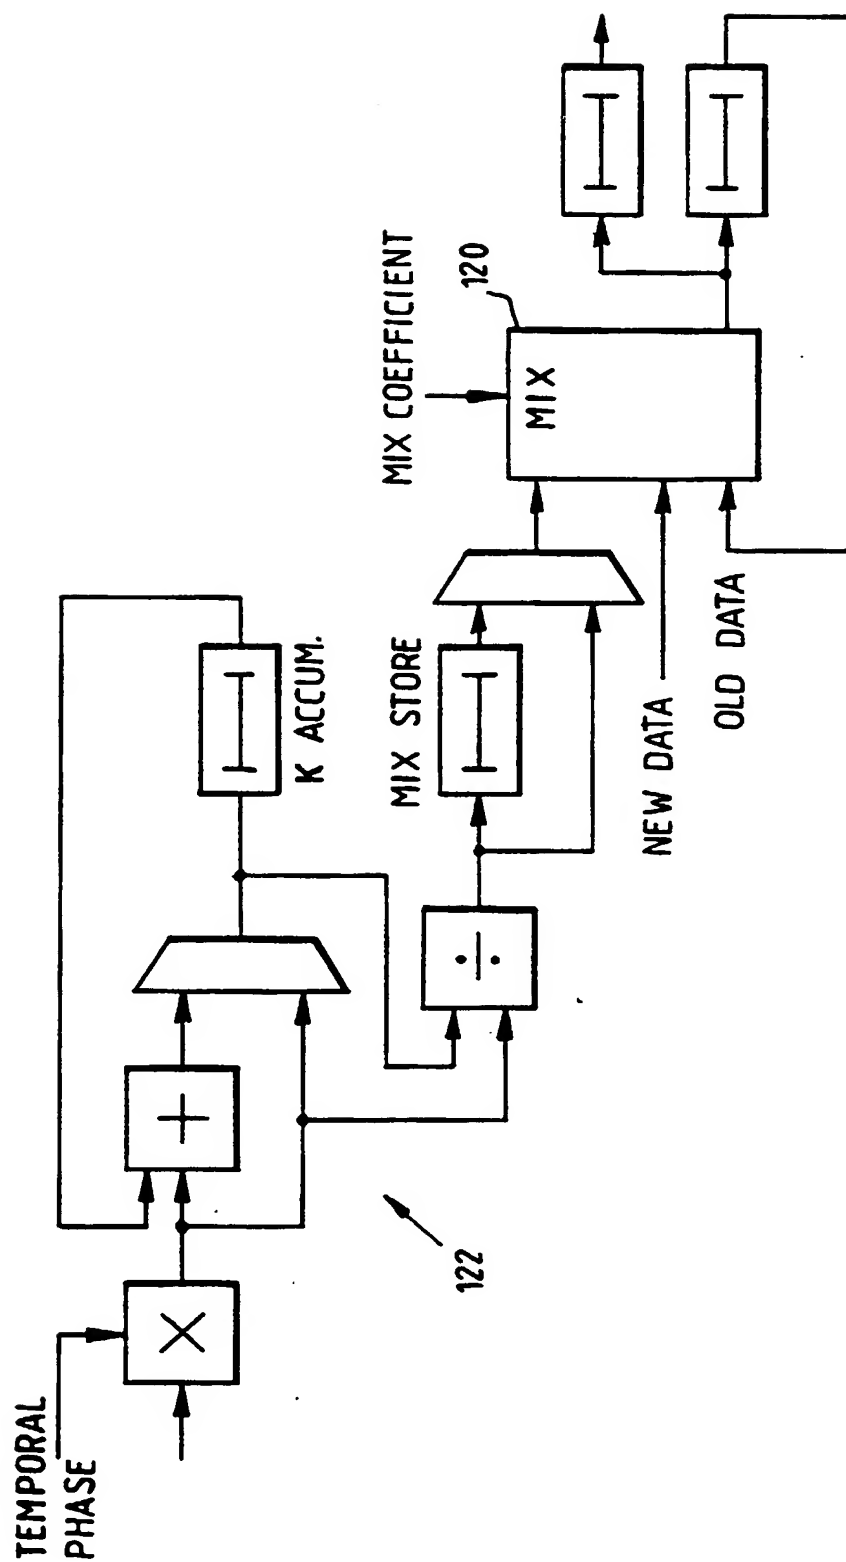 TEMPORAL
PHASE
×
+
122
K ACCUM.
÷
MIX STORE
NEW DATA
OLD DATA
MIX COEFFICIENT
MIX
120